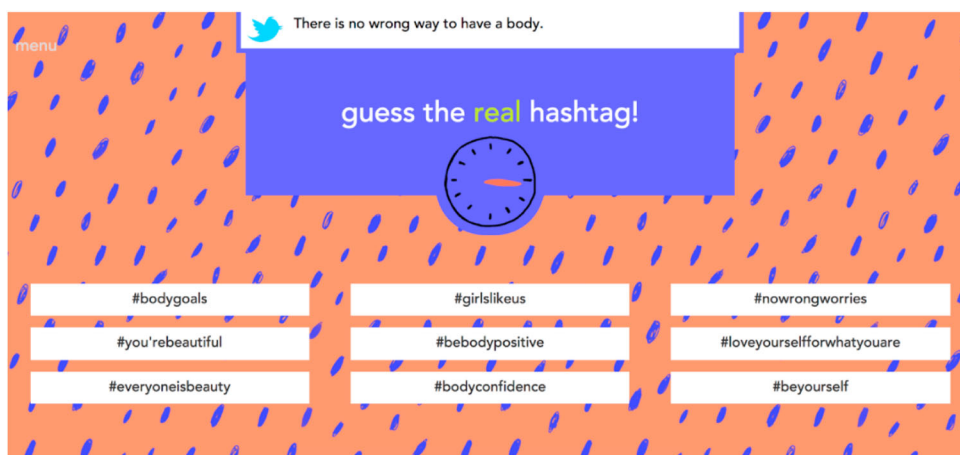 There is no wrong way to have a body.
menu
guess the real hashtag!
#bodygoals
#girlslikeus
#nowrongworries
#you'rebeautiful
#bebodypositive
#loveyourselfforwhatyouare
#everyoneisbeauty
#bodyconfidence
#beyourself